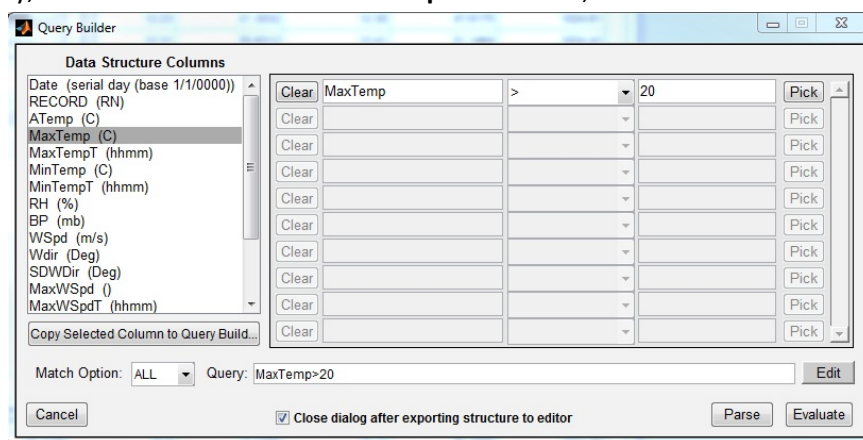 Query Builder
Data Structure Columns
Date (serial day (base 1/1/0000))
RECORD (RN)
ATemp (C)
MaxTemp (C)
MaxTempT (hhmm)
MinTemp (C)
MinTempT (hhmm)
RH (%)
BP (mb)
WSpd (m/s)
Wdir (Deg)
SDWDir (Deg)
MaxWSpd ()
MaxWSpdT (hhmm)
Copy Selected Column to Query Build...
Clear MaxTemp > 20 Pick
Clear Pick
Clear Pick
Clear Pick
Clear Pick
Clear Pick
Clear Pick
Clear Pick
Clear Pick
Clear Pick
Match Option: ALL Query: MaxTemp>20 Edit
Cancel Close dialog after exporting structure to editor Parse Evaluate